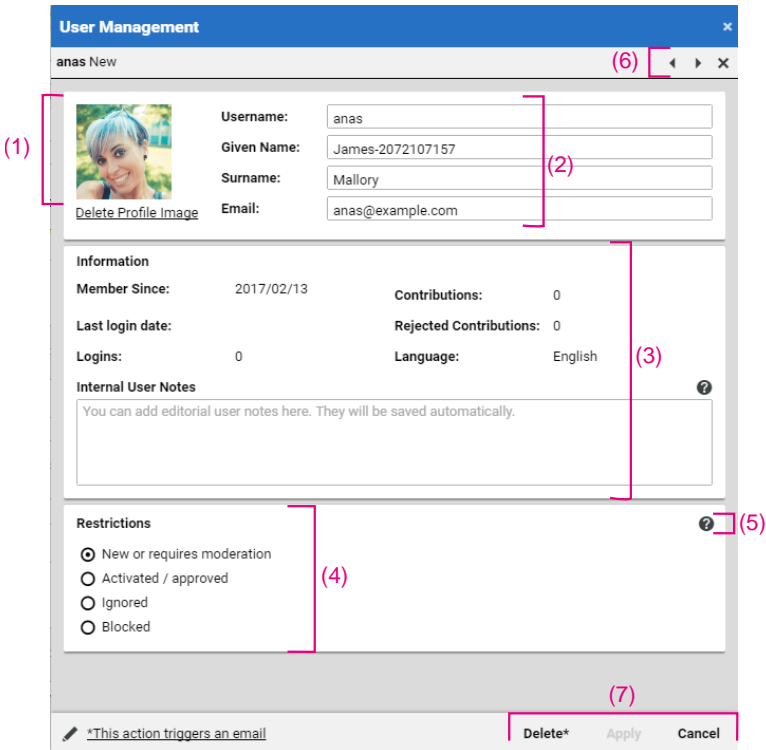 User Management ×
anas New (6)
(1)
Username: anas
Given Name: James-2072107157
(2)
Surname: Mallory
Email: anas@example.com
Delete Profile Image
Information
Member Since: 2017/02/13 Contributions: 0
Last login date: Rejected Contributions: 0
Logins: 0 Language: English
(3)
Internal User Notes ?
You can add editorial user notes here. They will be saved automatically.
Restrictions ? (5)
New or requires moderation
Activated / approved
(4)
Ignored
Blocked
(7)
*This action triggers an email Delete* Apply Cancel